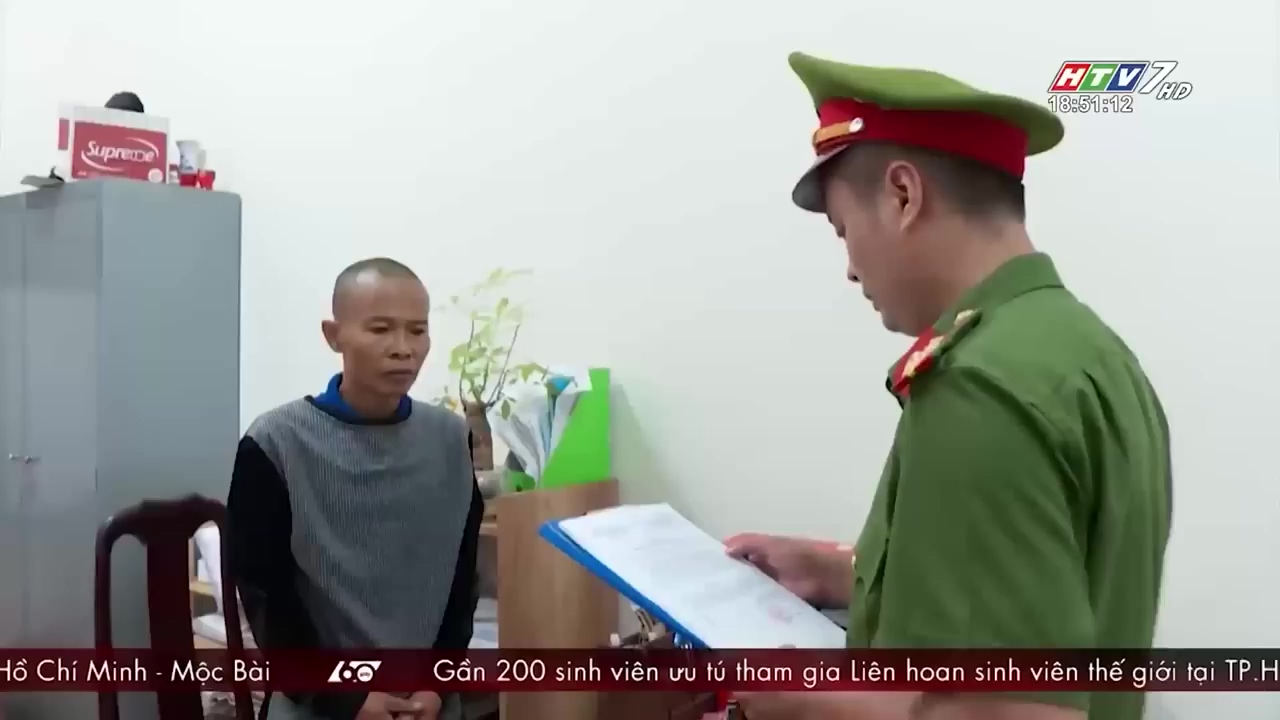 HTV7 HD
18:51:12
Supreme
Hồ Chí Minh - Mộc Bài 60 Gần 200 sinh viên ưu tú tham gia Liên hoan sinh viên thế giới tại TP.H